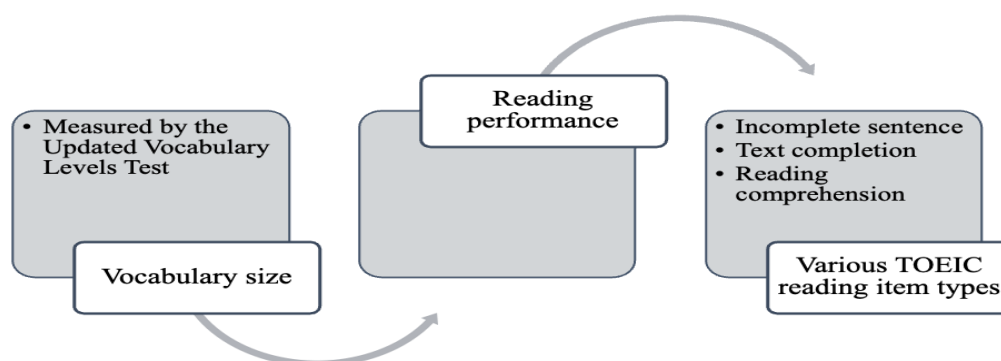 • Measured by the
Updated Vocabulary
Levels Test
Vocabulary size
Reading
performance
• Incomplete sentence
• Text completion
• Reading
comprehension
Various TOEIC
reading item types